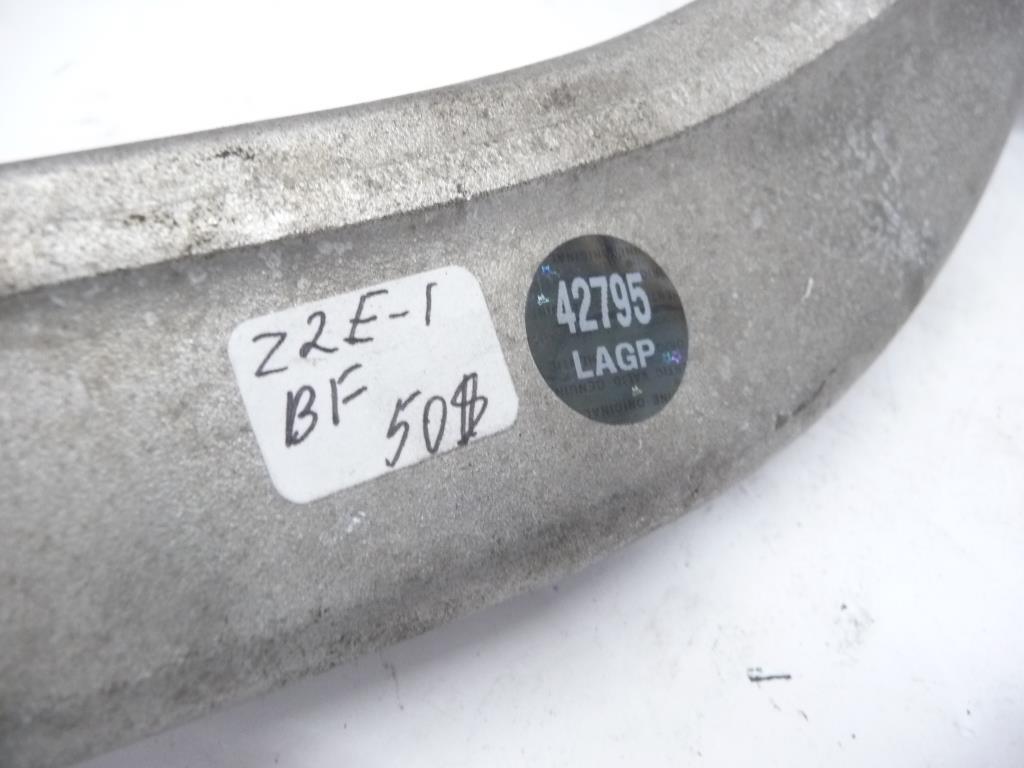 Z2E-1
BF
50$
42795
LAGP